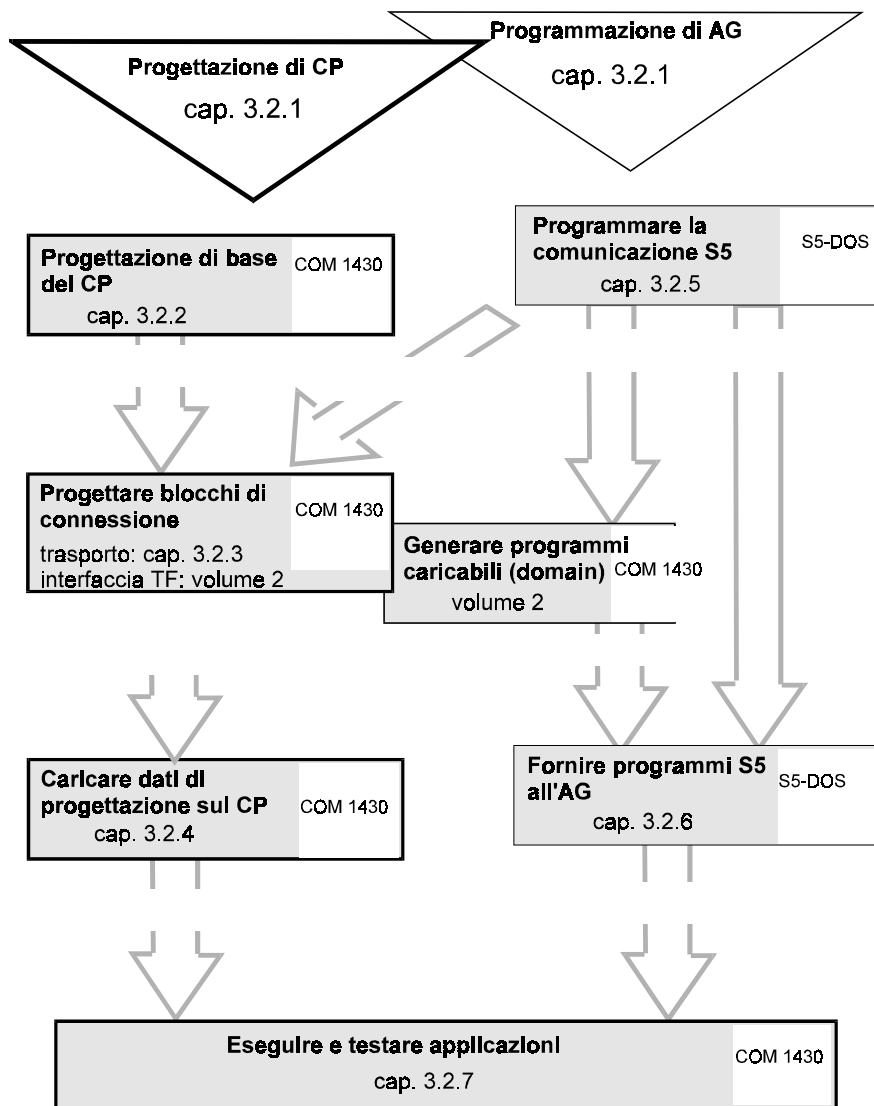 Programmazione di AG
cap. 3.2.1
Progettazione di CP
cap. 3.2.1
Progettazione di base
del CP
cap. 3.2.2
COM 1430
Programmare la
comunicazione S5
cap. 3.2.5
S5-DOS
Progettare blocchi di
connessione
trasporto: cap. 3.2.3
interfaccia TF: volume 2
COM 1430
Generare programmi
caricabili (domain)
volume 2
COM 1430
Caricare dati di
progettazione sul CP
cap. 3.2.4
COM 1430
Fornire programmi S5
all'AG
cap. 3.2.6
S5-DOS
Eseguire e testare applicazioni
cap. 3.2.7
COM 1430